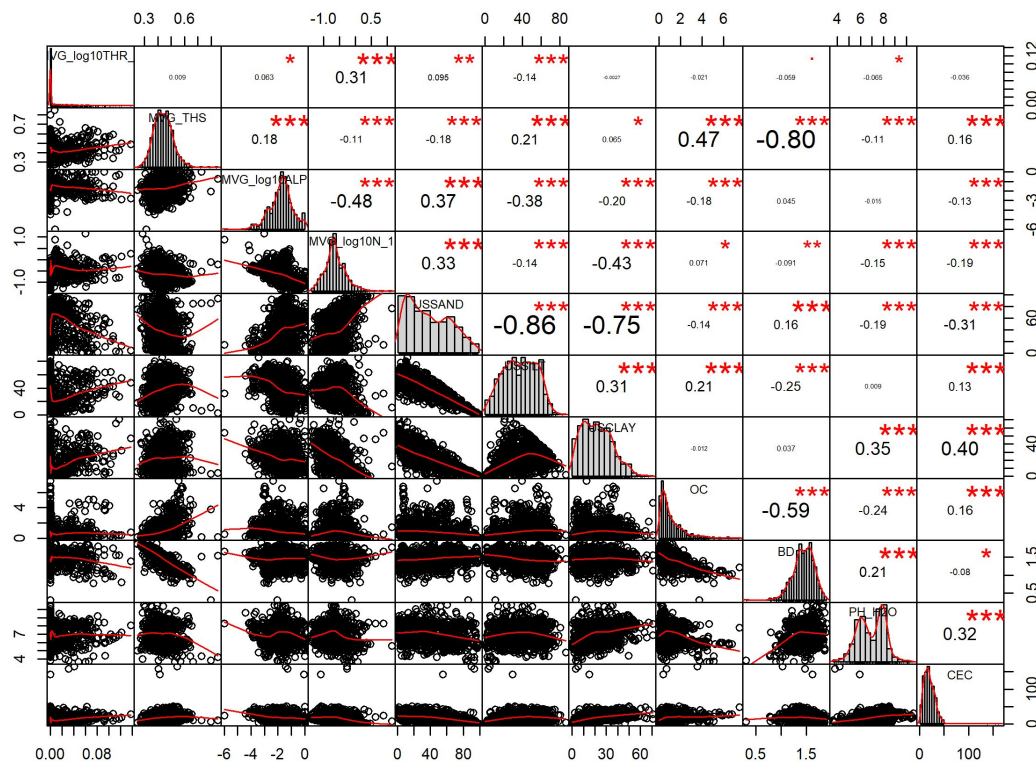 0.3 0.6 -1.0 0.5 0 40 80 0 2 4 6 4 6 8
VG_log10THR_ 0.009 * 0.063 *** 0.31 ** 0.095 *** -0.14 -0.0027 -0.021 . -0.059 * -0.065 -0.036 0.00 0.12
0.3 0.7 *** 0.18 *** -0.11 *** -0.18 *** 0.21 * 0.065 *** 0.47 *** -0.80 *** -0.11 *** 0.16
*** -0.48 *** 0.37 *** -0.38 *** -0.20 *** -0.18 0.045 *** -0.13 -6 -3 0
-1.0 1.0 MVG_log10N_1 *** 0.33 *** -0.14 *** -0.43 * 0.071 ** -0.091 *** -0.15 *** -0.19
USSAND *** -0.86 *** -0.75 *** -0.14 *** 0.16 *** -0.19 *** -0.31 0 60
0 40 *** 0.31 *** 0.21 *** -0.25 0.009 *** 0.13
-0.012 0.037 *** 0.35 *** 0.40 0 40
0 4 OC *** -0.59 *** -0.24 *** 0.16
BD *** 0.21 * -0.08 0.5 1.5
4 7 PH_H2O *** 0.32
CEC 0 100
0.00 0.08 -6 -4 -2 0 0 40 80 0 30 60 0.5 1.5 0 100